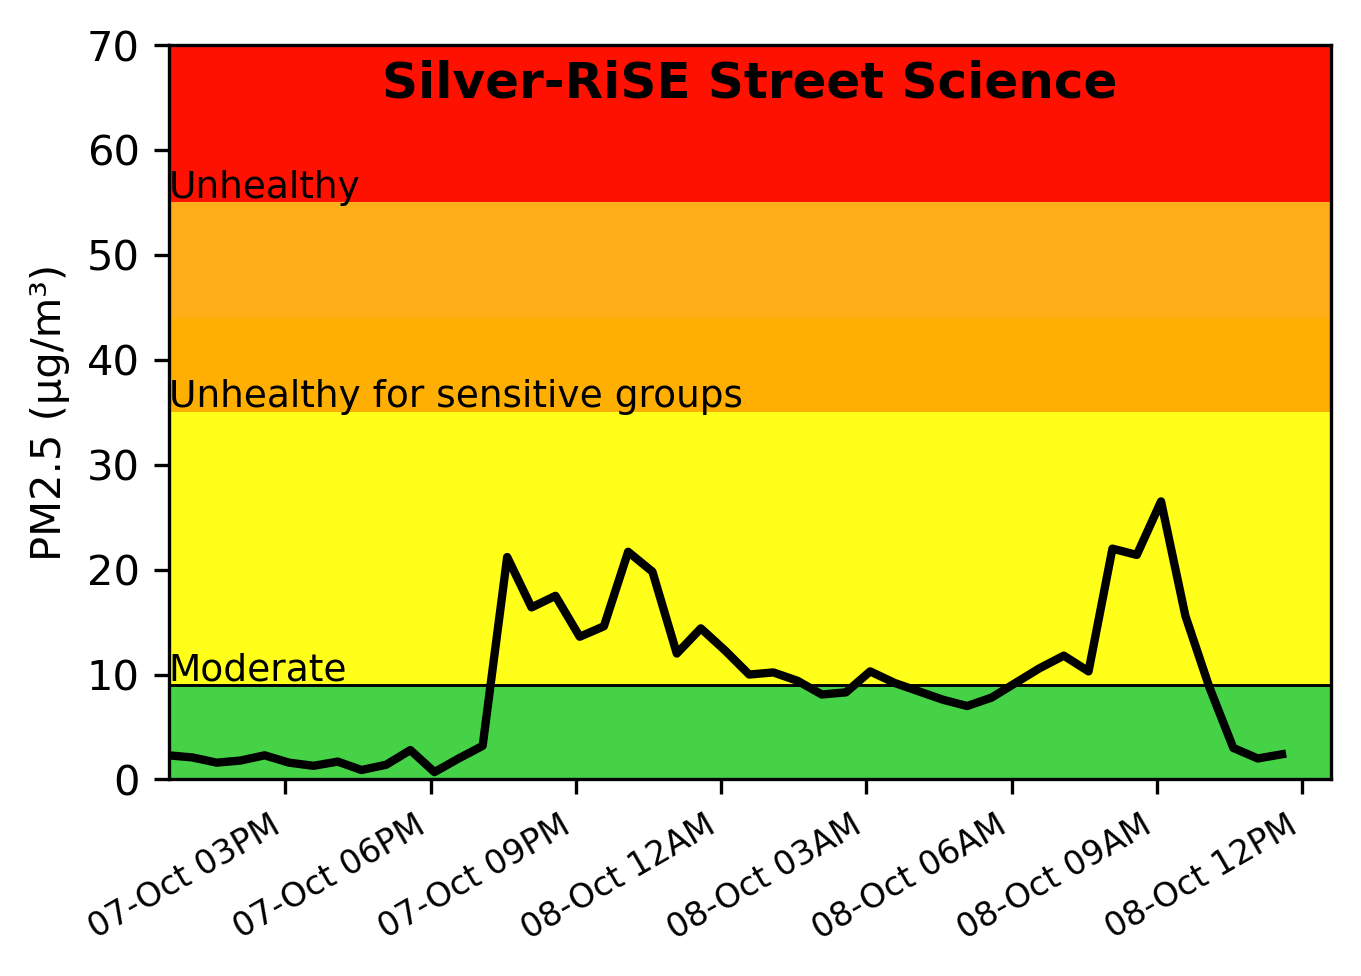 Silver-RiSE Street Science
70
60
Unhealthy
50
40
Unhealthy for sensitive groups
30
20
10
Moderate
0
PM2.5 (μg/m³)
07-Oct 03PM
07-Oct 06PM
07-Oct 09PM
08-Oct 12AM
08-Oct 03AM
08-Oct 06AM
08-Oct 09AM
08-Oct 12PM